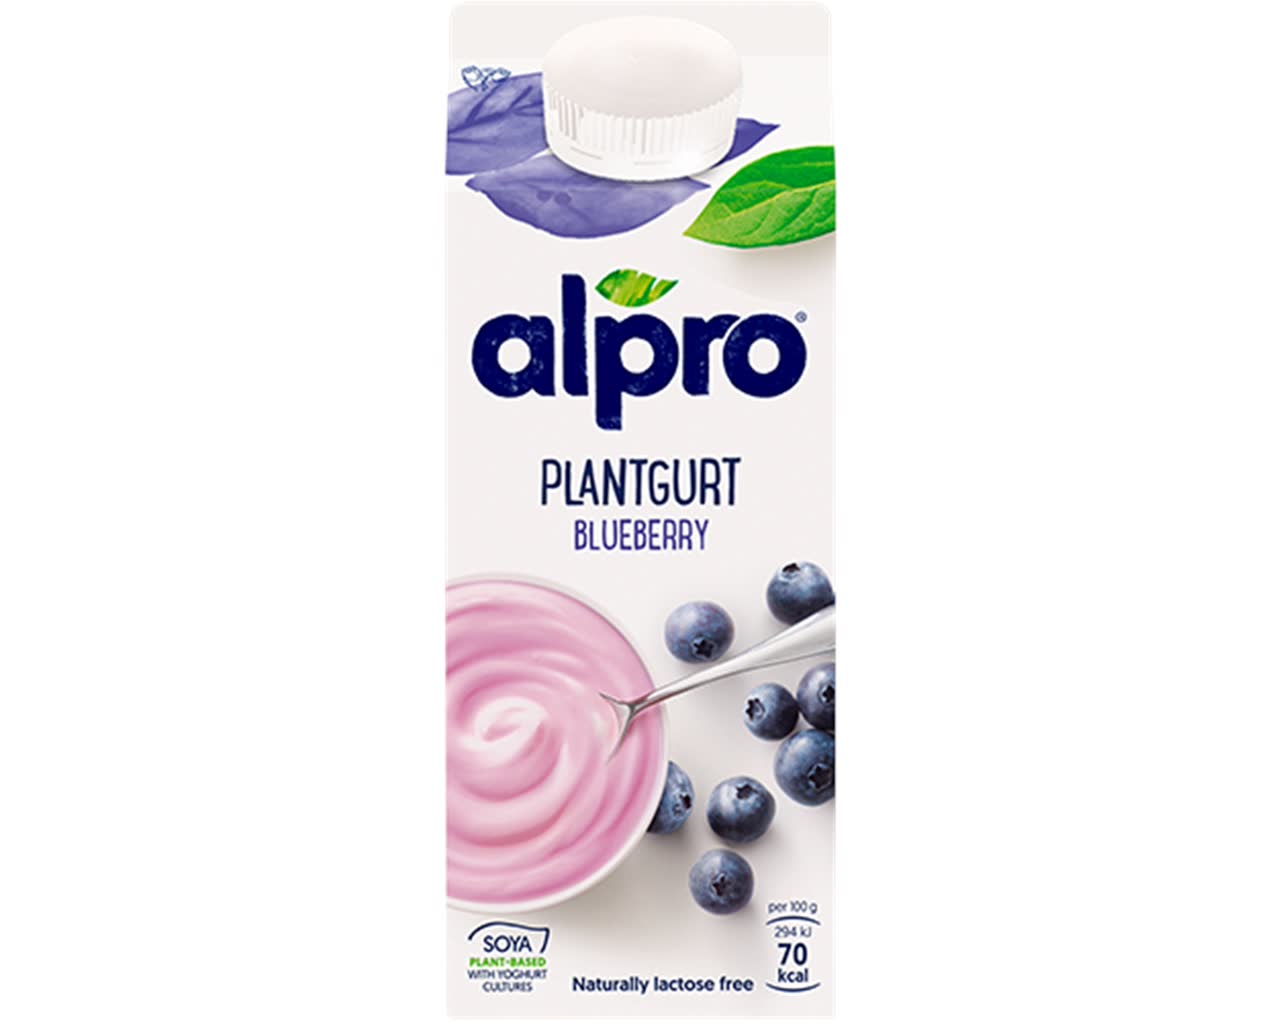 alpro®
PLANTGURT
BLUEBERRY
per 100 g
294 kJ
70
kcal
SOYA
PLANT-BASED
WITH YOGHURT
CULTURES
Naturally lactose free